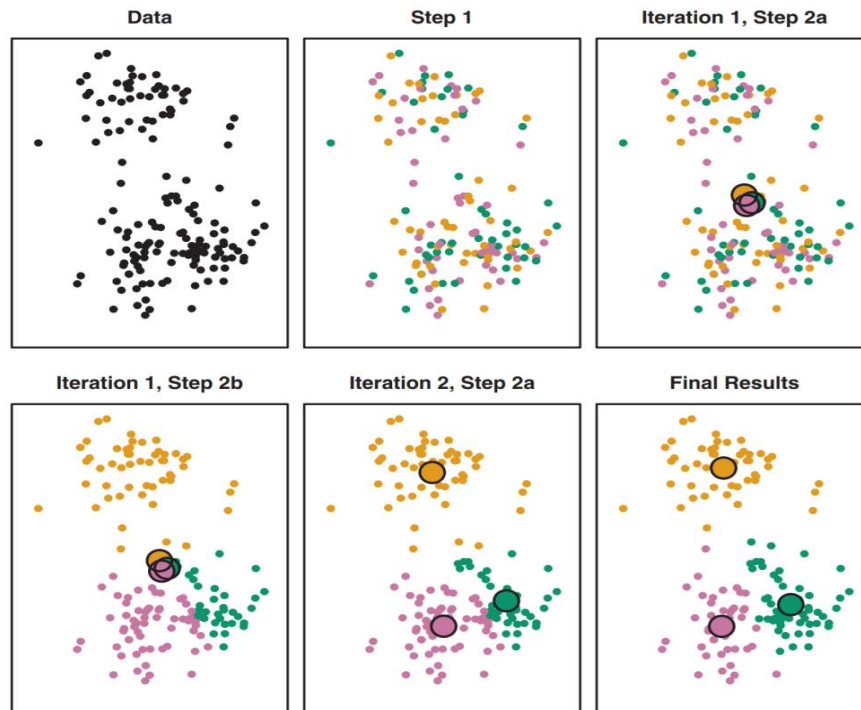 Data
Step 1
Iteration 1, Step 2a
Iteration 1, Step 2b
Iteration 2, Step 2a
Final Results